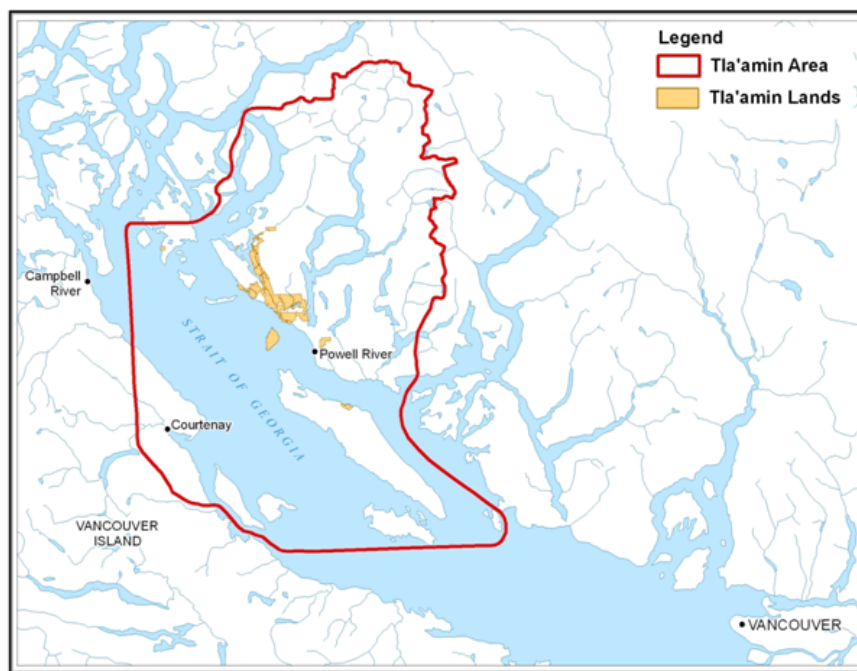 Legend
Tla'amin Area
Tla'amin Lands
Campbell
River
STRAIT OF GEORGIA
Powell River
Courtenay
VANCOUVER
ISLAND
VANCOUVER